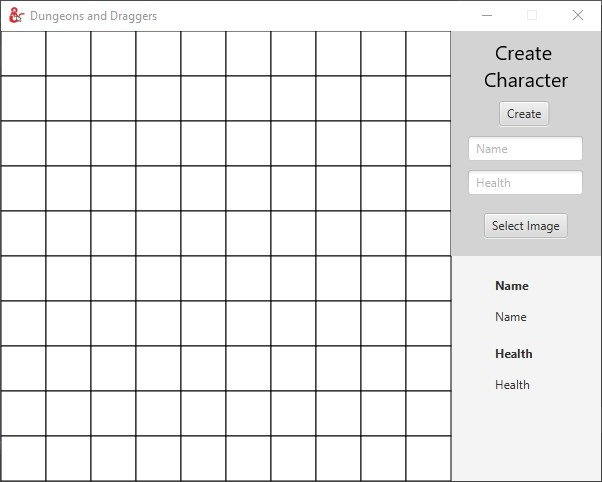 Dungeons and Draggers
Create
Character
Create
Name
Health
Select Image
Name
Name
Health
Health